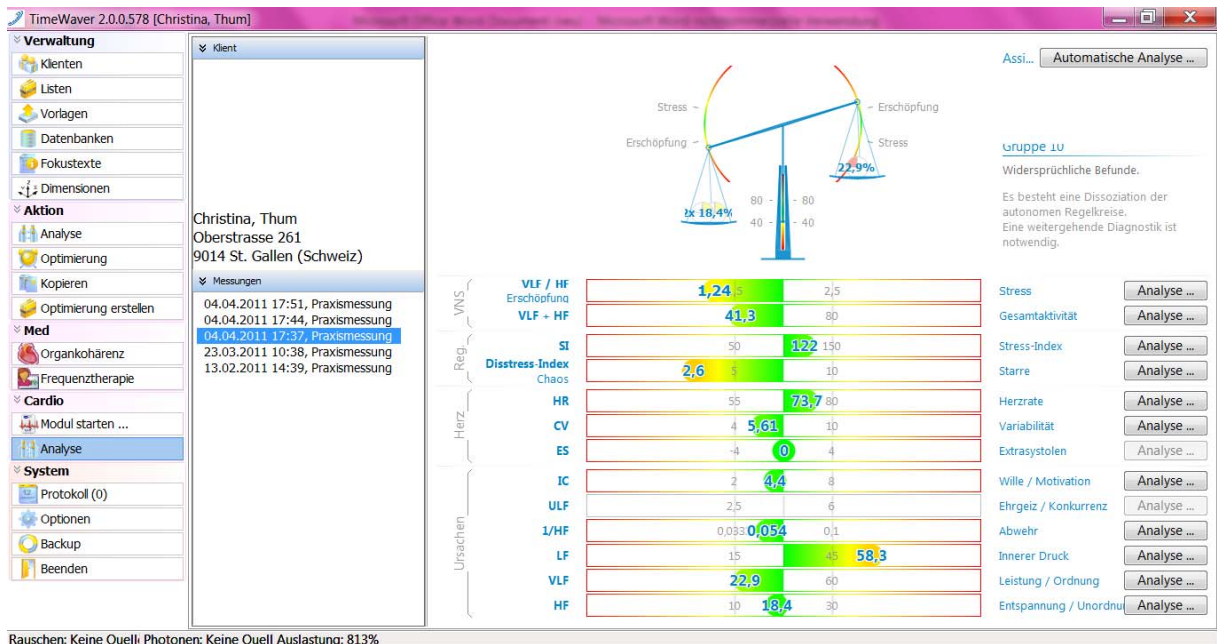 TimeWaver 2.0.0.578 [Christina, Thum]
Verwaltung
Klienten
Listen
Vorlagen
Datenbanken
Fokustexte
Dimensionen
Aktion
Analyse
Optimierung
Kopieren
Optimierung erstellen
Med
Organkohärenz
Frequenztherapie
Cardio
Modul starten ...
Analyse
System
Protokoll (0)
Optionen
Backup
Beenden
Klient
Christina, Thum
Oberstrasse 261
9014 St. Gallen (Schweiz)
Messungen
04.04.2011 17:51, Praxismessung
04.04.2011 17:44, Praxismessung
04.04.2011 17:37, Praxismessung
23.03.2011 10:38, Praxismessung
13.02.2011 14:39, Praxismessung
Assi... Automatische Analyse ...
Stress
Erschöpfung
Erschöpfung
Stress
22,9%
2x 18,4%
80 - - 80
40 - - 40
Gruppe 10
Widersprüchliche Befunde.
Es besteht eine Dissoziation der
autonomen Regelkreise.
Eine weitergehende Diagnostik ist
notwendig.
VNS
VLF / HF 1,24 2,5 Stress Analyse ...
Erschöpfung
VLF + HF 41,3 80 Gesamtaktivität Analyse ...
Reg.
SI 50 122 150 Stress-Index Analyse ...
Disstress-Index 2,6 5 10 Starre Analyse ...
Chaos
Herz
HR 55 73,7 80 Herzrate Analyse ...
CV 4 5,61 10 Variabilität Analyse ...
ES -4 0 4 Extrasystolen Analyse ...
Ursachen
IC 2 4,4 8 Wille / Motivation Analyse ...
ULF 2,5 6 Ehrgeiz / Konkurrenz Analyse ...
1/HF 0,033 0,054 0,1 Abwehr Analyse ...
LF 15 45 58,3 Innerer Druck Analyse ...
VLF 22,9 60 Leistung / Ordnung Analyse ...
HF 10 18,4 30 Entspannung / Unordnu Analyse ...
Rauschen: Keine Quell Photonen: Keine Quell Auslastung: 813%